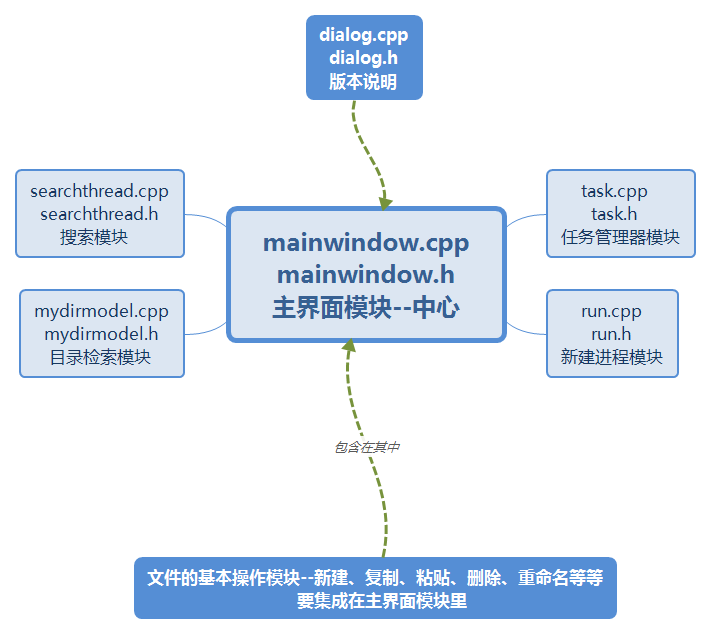 dialog.cpp
dialog.h
版本说明
searchthread.cpp
searchthread.h
搜索模块
task.cpp
task.h
任务管理器模块
mainwindow.cpp
mainwindow.h
主界面模块--中心
mydirmodel.cpp
mydirmodel.h
目录检索模块
run.cpp
run.h
新建进程模块
包含在其中
文件的基本操作模块--新建、复制、粘贴、删除、重命名等等
要集成在主界面模块里